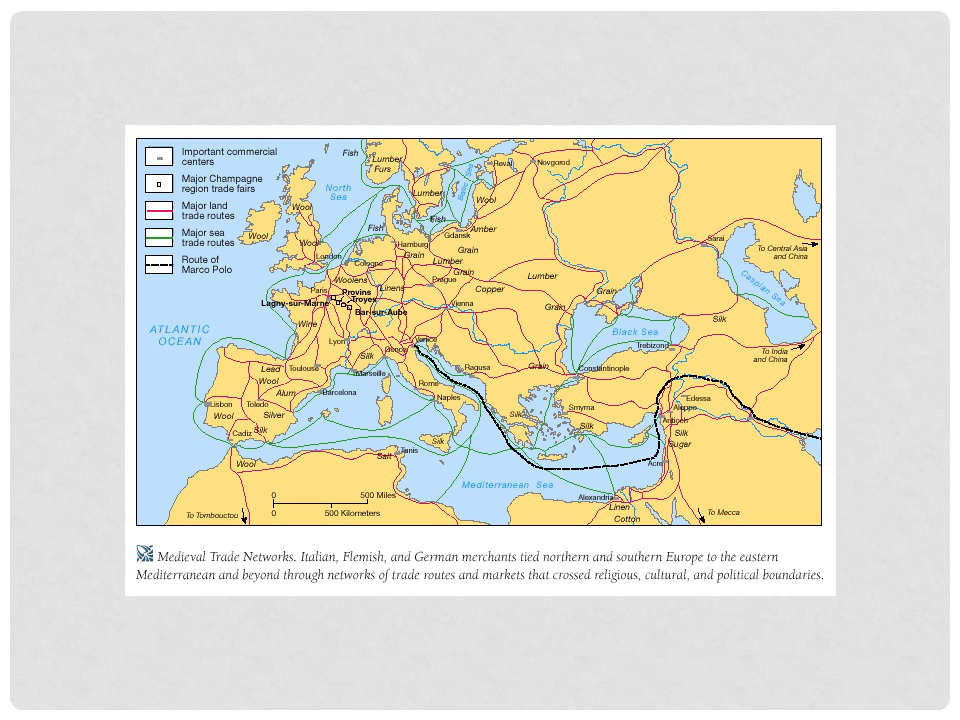 Important commercial
centers
Major Champagne
region trade fairs
Major land
trade routes
Major sea
trade routes
Route of
Marco Polo
Fish
Lumber
Furs
North
Sea
Lumber
Baltic Sea
Reval
Novgorod
Wool
Wool
Wool
Wool
Fish
Fish
Amber
Gdansk
London
Hamburg
Grain
Grain
Lumber
Grain
Cologne
Woolens
Linens
Prague
Copper
Lumber
Paris
Provins
Troyes
Lagny-sur-Marne
Bar-sur-Aube
Vienna
Grain
Grain
Sarai
To Central Asia
and China
Caspian Sea
ATLANTIC
OCEAN
Wine
Lyon
Silk
Genoa
Venice
Black Sea
Trebizond
Silk
To India
and China
Lead
Wool
Toulouse
Marseille
Ragusa
Grain
Constantinople
Alum
Barcelona
Rome
Naples
Lisbon
Toledo
Wool
Silver
Cadiz
Silk
Silk
Smyrna
Silk
Edessa
Aleppo
Antioch
Silk
Sugar
Silk
Salt
Tunis
Wool
Acre
Mediterranean Sea
Alexandria
Linen
Cotton
To Mecca
To Tombouctou
0 500 Miles
0 500 Kilometers
Medieval Trade Networks. Italian, Flemish, and German merchants tied northern and southern Europe to the eastern
Mediterranean and beyond through networks of trade routes and markets that crossed religious, cultural, and political boundaries.